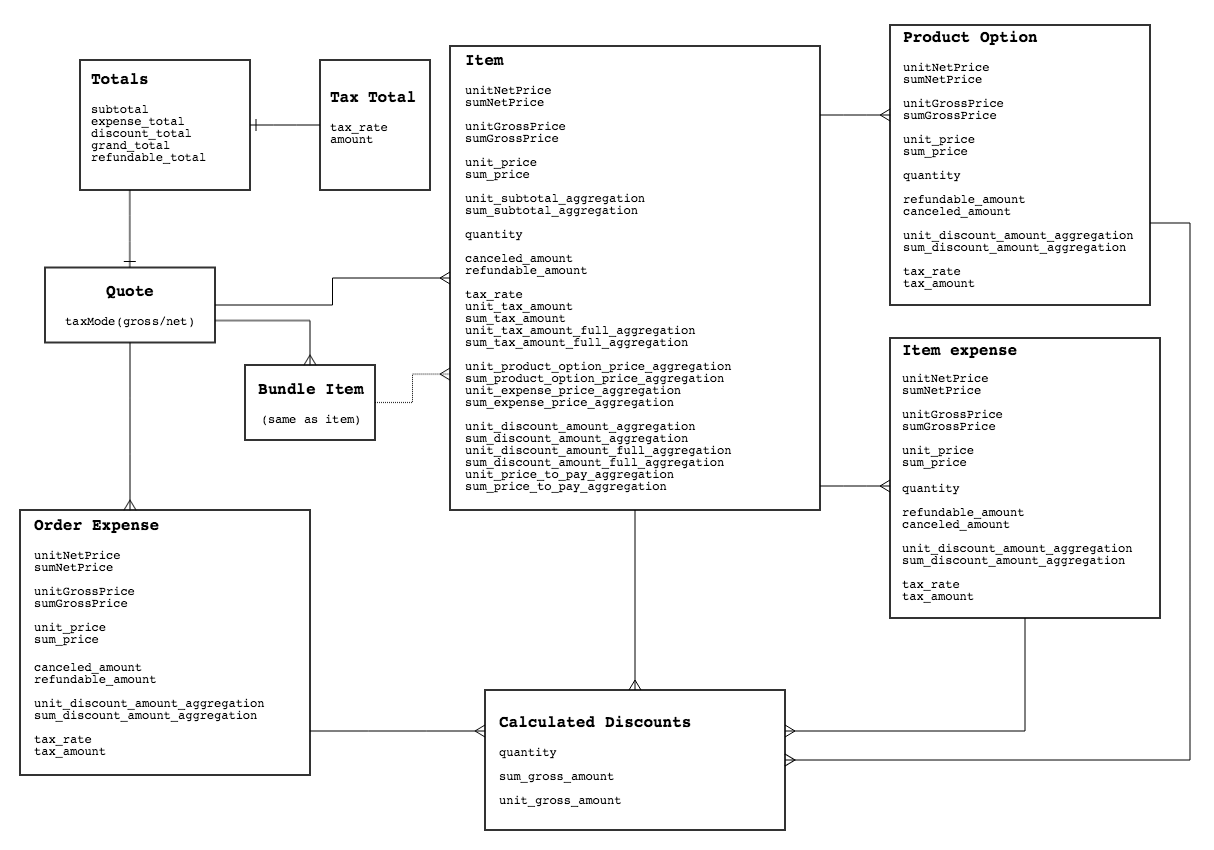 Totals
subtotal
expense_total
discount_total
grand_total
refundable_total
Tax Total
tax_rate
amount
Quote
taxMode(gross/net)
Bundle Item
(same as item)
Item
unitNetPrice
sumNetPrice
unitGrossPrice
sumGrossPrice
unit_price
sum_price
unit_subtotal_aggregation
sum_subtotal_aggregation
quantity
canceled_amount
refundable_amount
tax_rate
unit_tax_amount
sum_tax_amount
unit_tax_amount_full_aggregation
sum_tax_amount_full_aggregation
unit_product_option_price_aggregation
sum_product_option_price_aggregation
unit_expense_price_aggregation
sum_expense_price_aggregation
unit_discount_amount_aggregation
sum_discount_amount_aggregation
unit_discount_amount_full_aggregation
sum_discount_amount_full_aggregation
unit_price_to_pay_aggregation
sum_price_to_pay_aggregation
Product Option
unitNetPrice
sumNetPrice
unitGrossPrice
sumGrossPrice
unit_price
sum_price
quantity
refundable_amount
canceled_amount
unit_discount_amount_aggregation
sum_discount_amount_aggregation
tax_rate
tax_amount
Item expense
unitNetPrice
sumNetPrice
unitGrossPrice
sumGrossPrice
unit_price
sum_price
quantity
refundable_amount
canceled_amount
unit_discount_amount_aggregation
sum_discount_amount_aggregation
tax_rate
tax_amount
Order Expense
unitNetPrice
sumNetPrice
unitGrossPrice
sumGrossPrice
unit_price
sum_price
canceled_amount
refundable_amount
unit_discount_amount_aggregation
sum_discount_amount_aggregation
tax_rate
tax_amount
Calculated Discounts
quantity
sum_gross_amount
unit_gross_amount